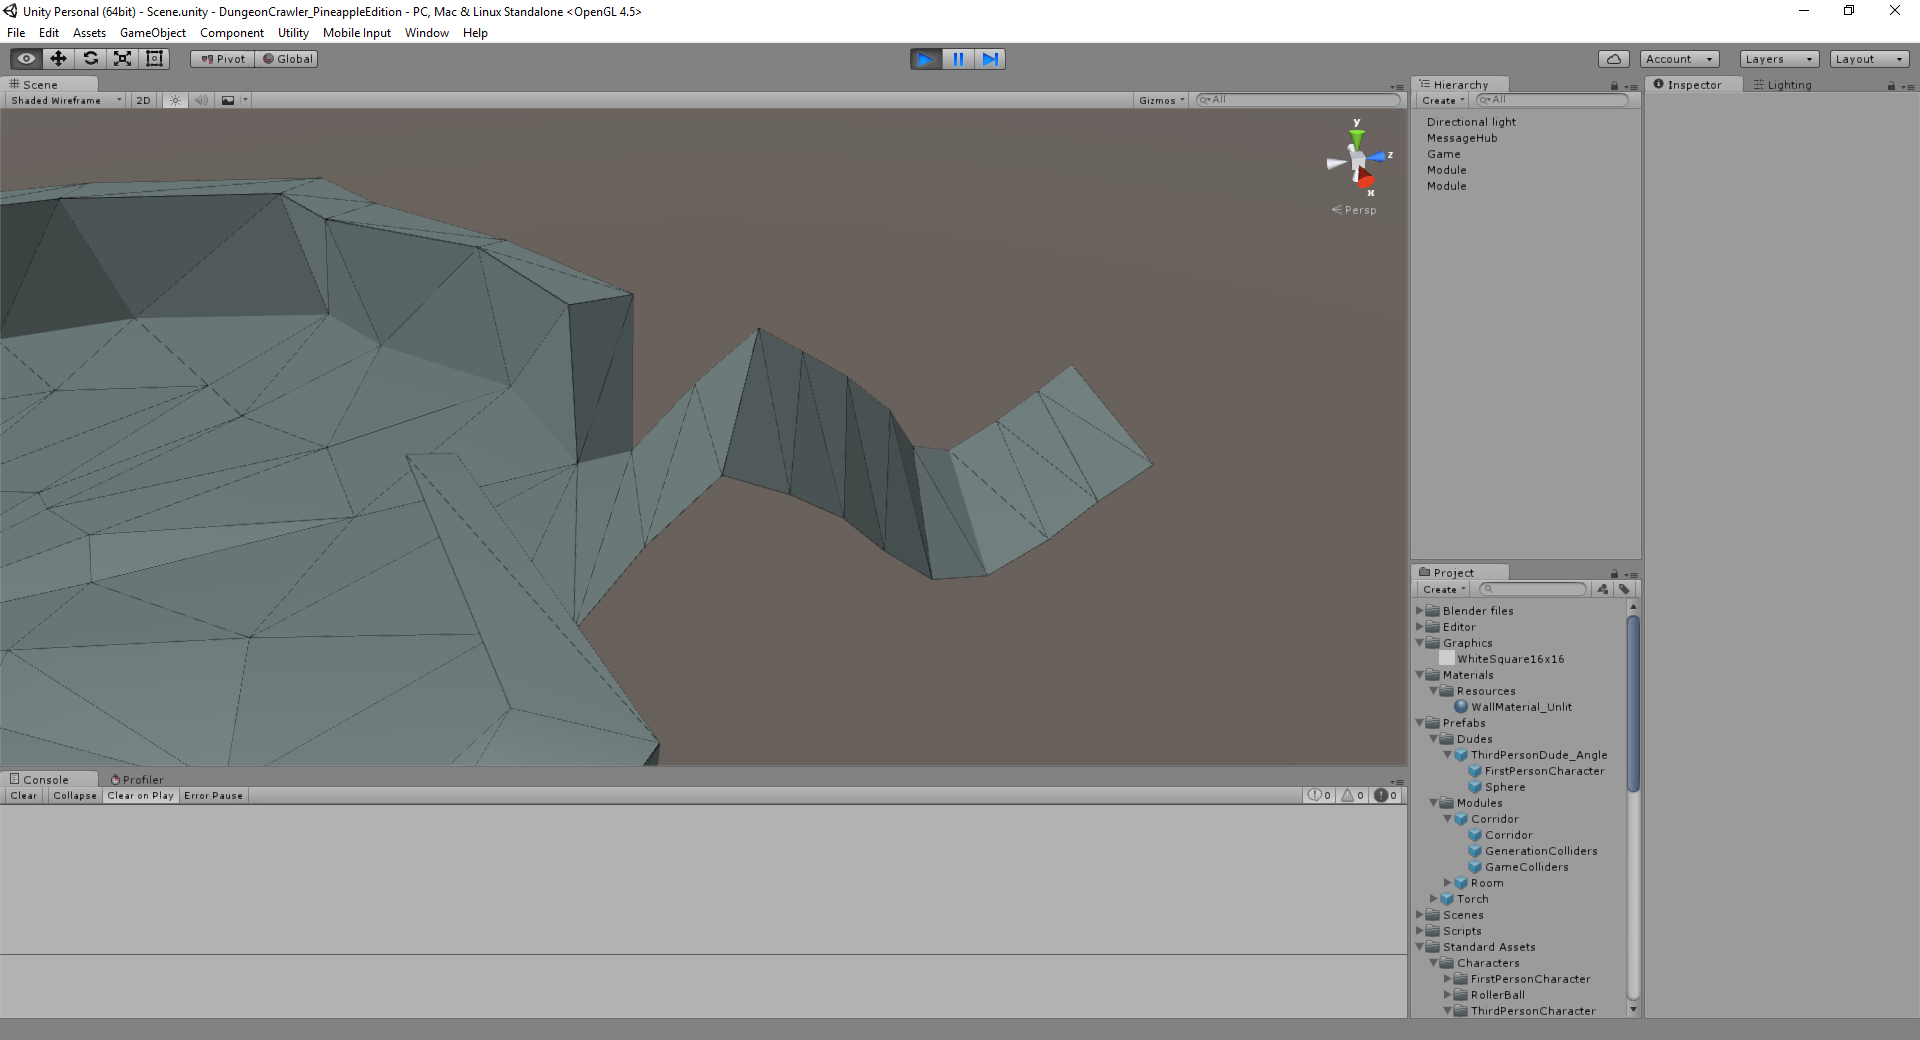 Unity Personal (64bit) - Scene.unity - DungeonCrawler_PineappleEdition - PC, Mac & Linux Standalone <OpenGL 4.5>
File Edit Assets GameObject Component Utility Mobile Input Window Help
Pivot Global Account Layers Layout
Scene
Shaded Wireframe 2D Gizmos All
y
z
x
Persp
Hierarchy
Create All
Directional light
MessageHub
Game
Module
Module
Inspector Lighting
Project
Create
Blender files
Editor
Graphics
WhiteSquare16x16
Materials
Resources
WallMaterial_Unlit
Prefabs
Dudes
ThirdPersonDude_Angle
FirstPersonCharacter
Sphere
Modules
Corridor
Corridor
GenerationColliders
GameColliders
Room
Torch
Scenes
Scripts
Standard Assets
Characters
FirstPersonCharacter
RollerBall
ThirdPersonCharacter
Console Profiler
Clear Collapse Clear on Play Error Pause 0 0 0